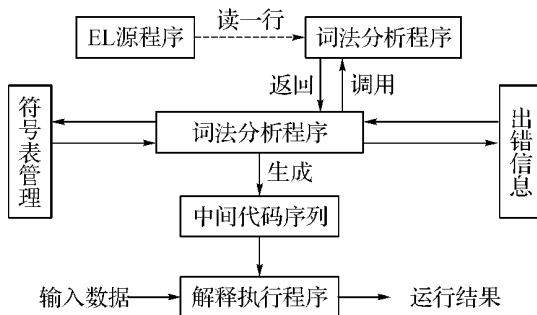 EL源程序
读一行
词法分析程序
返回
调用
符号表管理
词法分析程序
出错信息
生成
中间代码序列
输入数据
解释执行程序
运行结果